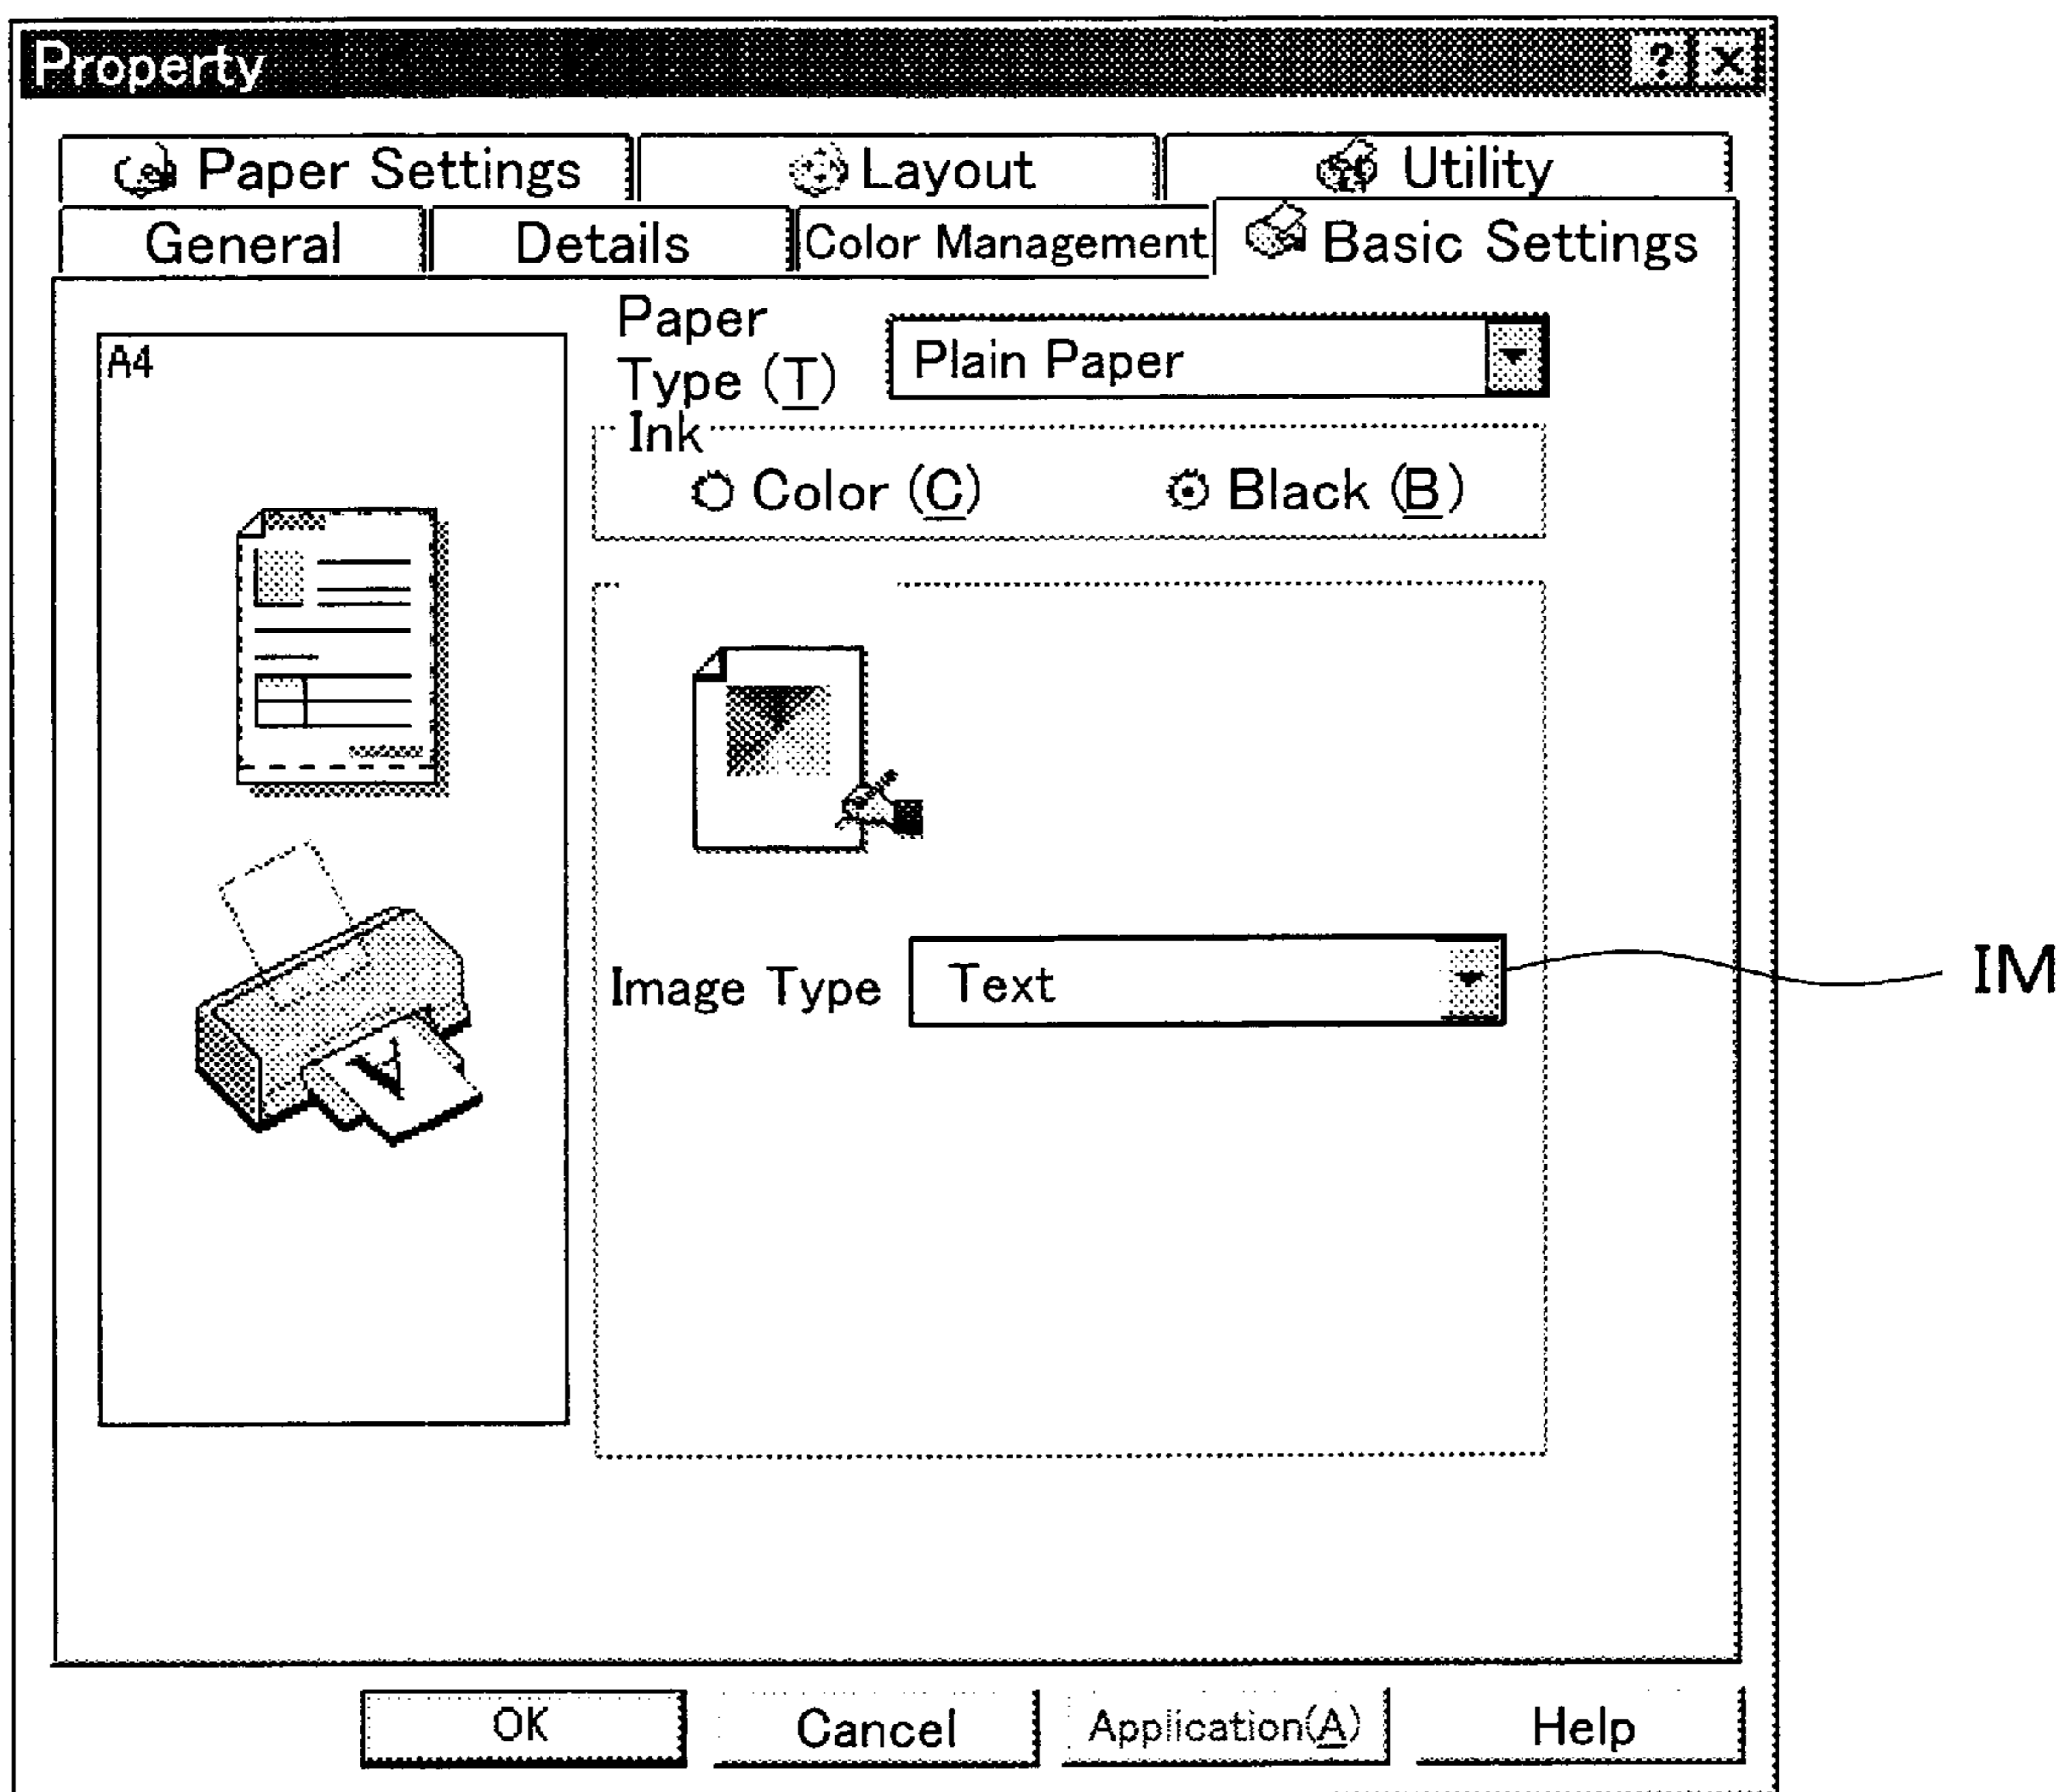 Property ? ×
Paper Settings Layout Utility
General Details Color Management Basic Settings
A4
Paper
Type (T) Plain Paper
Ink
Color (C) Black (B)
Image Type Text IM
A
OK Cancel Application(A) Help